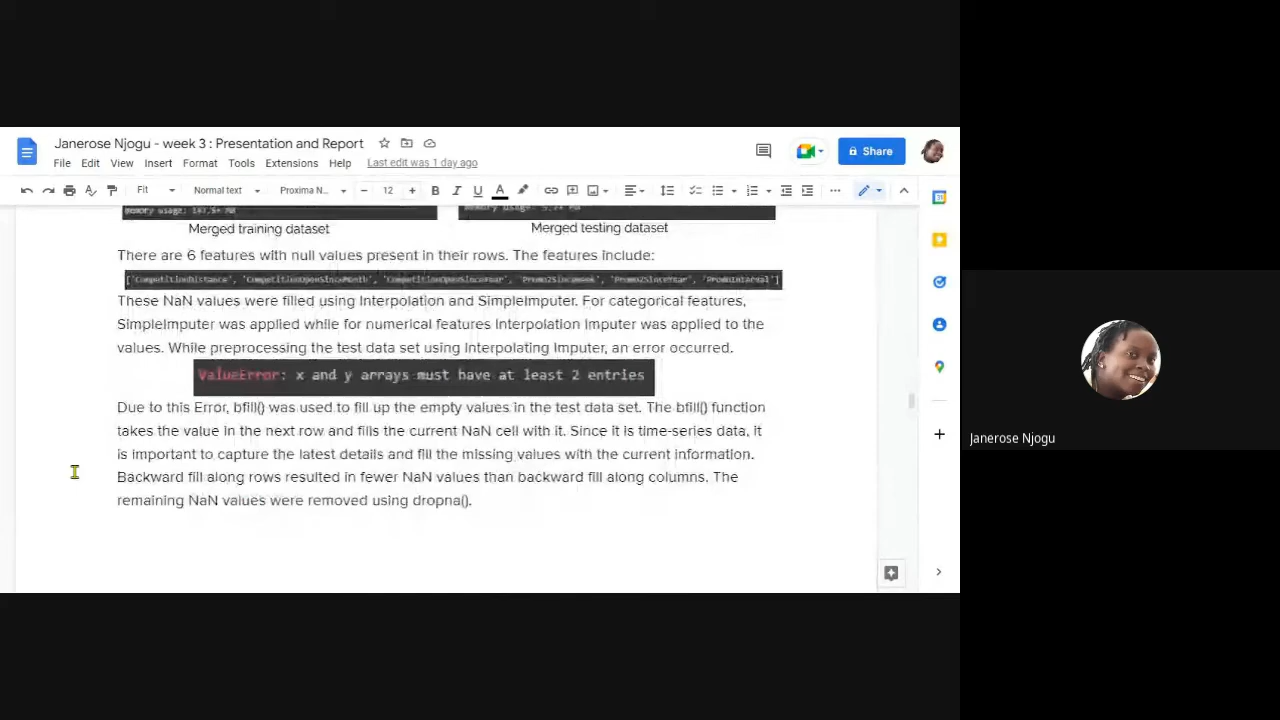 Janerose Njogu - week 3 : Presentation and Report
File Edit View Insert Format Tools Extensions Help Last edit was 1 day ago
Share
Fit Normal text Proxima N... 12 B I U A
Memory usage:
Merged training dataset Merged testing dataset
There are 6 features with null values present in their rows. The features include:
['CompetitionDistance', 'CompetitionOpenSinceMonth', 'CompetitionOpenSinceYear', 'Promo2SinceWeek', 'Promo2SinceYear', 'PromoInterval']
These NaN values were filled using Interpolation and SimpleImputer. For categorical features,
SimpleImputer was applied while for numerical features Interpolation Imputer was applied to the
values. While preprocessing the test data set using Interpolating Imputer, an error occurred.
ValueError: x and y arrays must have at least 2 entries
Due to this Error, bfill() was used to fill up the empty values in the test data set. The bfill() function
takes the value in the next row and fills the current NaN cell with it. Since it is time-series data, it
is important to capture the latest details and fill the missing values with the current information.
Backward fill along rows resulted in fewer NaN values than backward fill along columns. The
remaining NaN values were removed using dropna().
Janerose Njogu